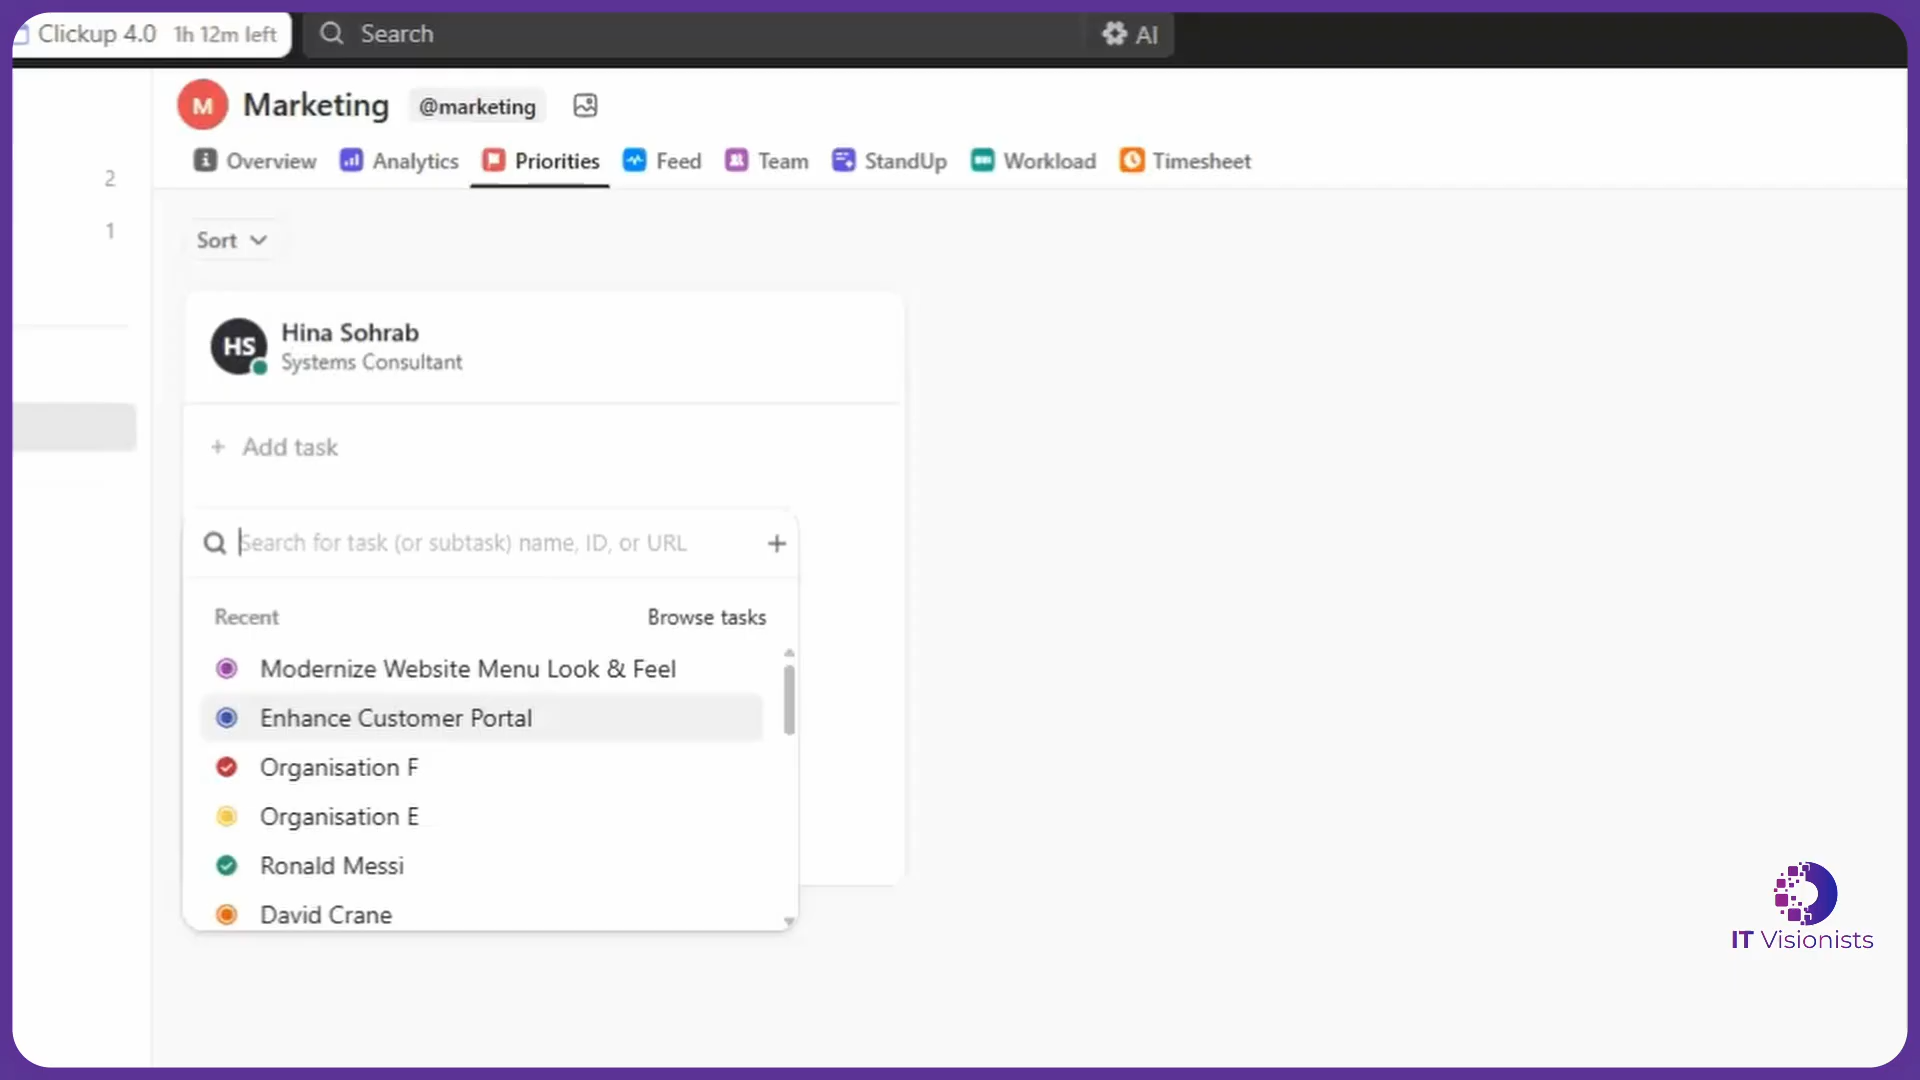 Clickup 4.0 1h 12m left Search AI
M Marketing @marketing
Overview Analytics Priorities Feed Team StandUp Workload Timesheet
2
1
Sort
HS Hina Sohrab
Systems Consultant
+ Add task
Search for task (or subtask) name, ID, or URL +
Recent Browse tasks
Modernize Website Menu Look & Feel
Enhance Customer Portal
Organisation F
Organisation E
Ronald Messi
David Crane
IT Visionists